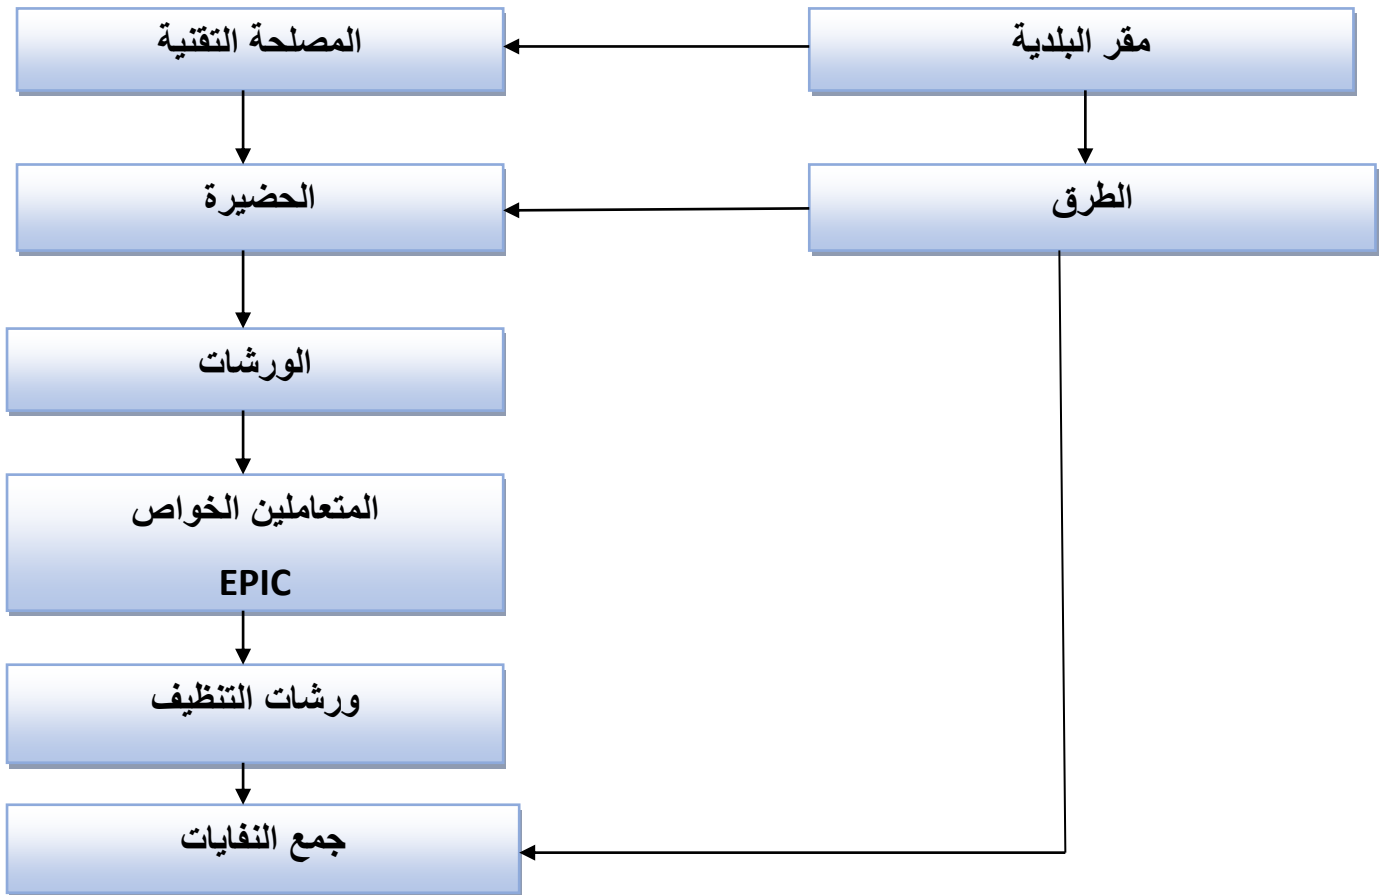 مقر البلدية
المصلحة التقنية
الطرق
الحضيرة
الورشات
المتعاملين الخواص
EPIC
ورشات التنظيف
جمع النفايات